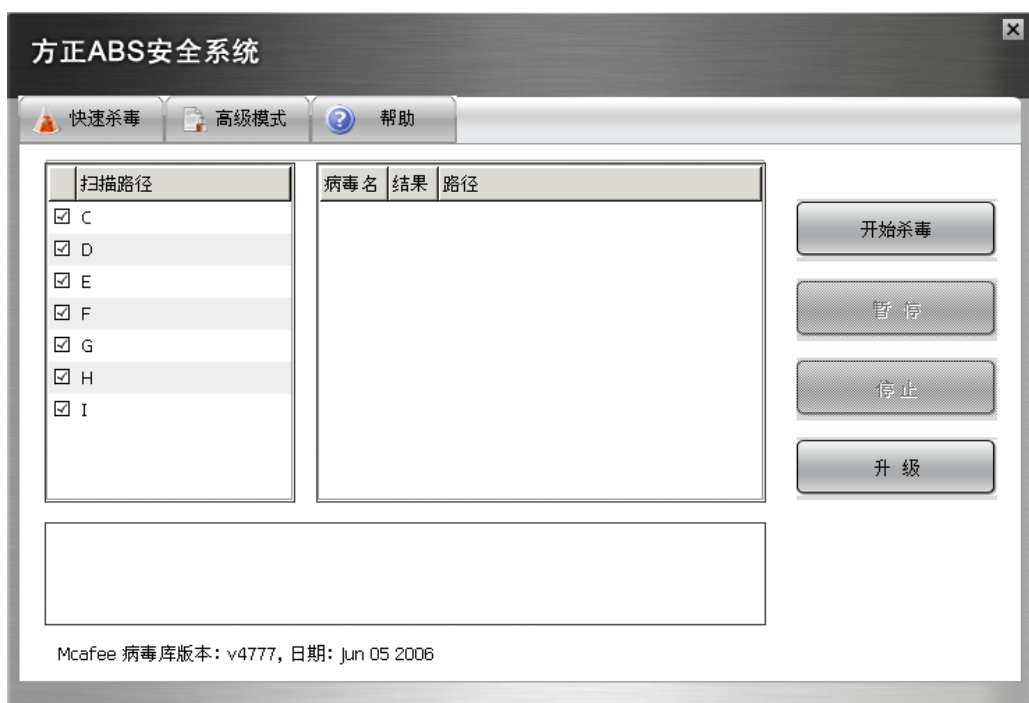 方正ABS安全系统
快速杀毒 高级模式 帮助
扫描路径
C
D
E
F
G
H
I
病毒名 结果 路径
开始杀毒
暂 停
停 止
升 级
Mcafee 病毒库版本：v4777, 日期：Jun 05 2006